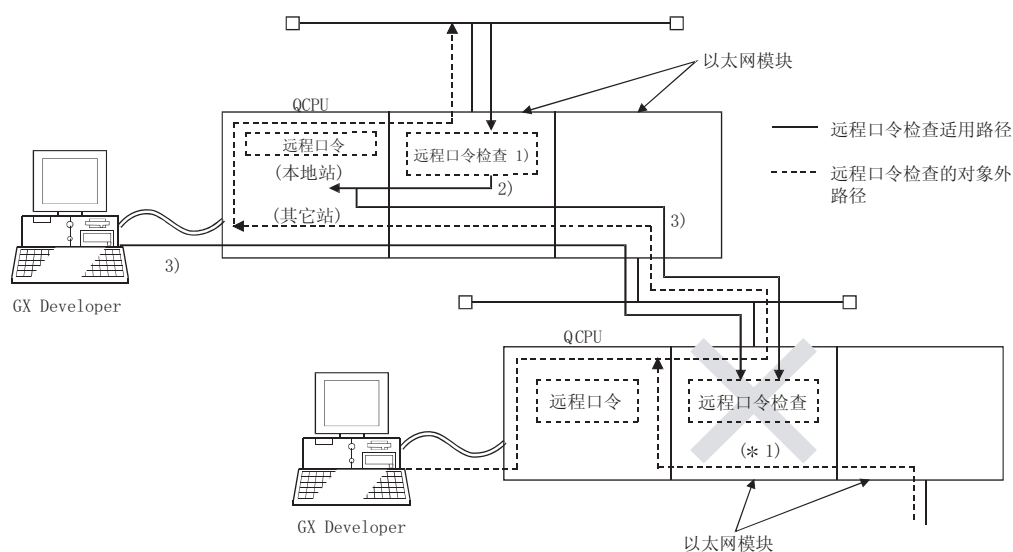 以太网模块
QCPU
远程口令
远程口令检查 1)
远程口令检查适用路径
(本地站)
远程口令检查的对象外
路径
2)
(其它站)
3)
3)
GX Developer
QCPU
远程口令
远程口令检查
(* 1)
GX Developer
以太网模块